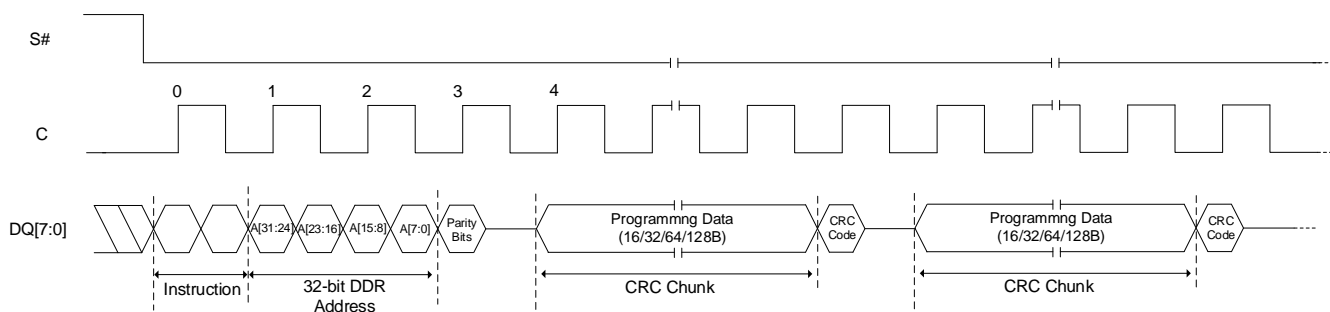 S#
0 1 2 3 4
C
DQ[7:0]
A[31:24] A[23:16] A[15:8] A[7:0]
Parity
Bits
Programmng Data
(16/32/64/128B)
CRC
Code
Programmng Data
(16/32/64/128B)
CRC
Code
Instruction
32-bit DDR
Address
CRC Chunk
CRC Chunk